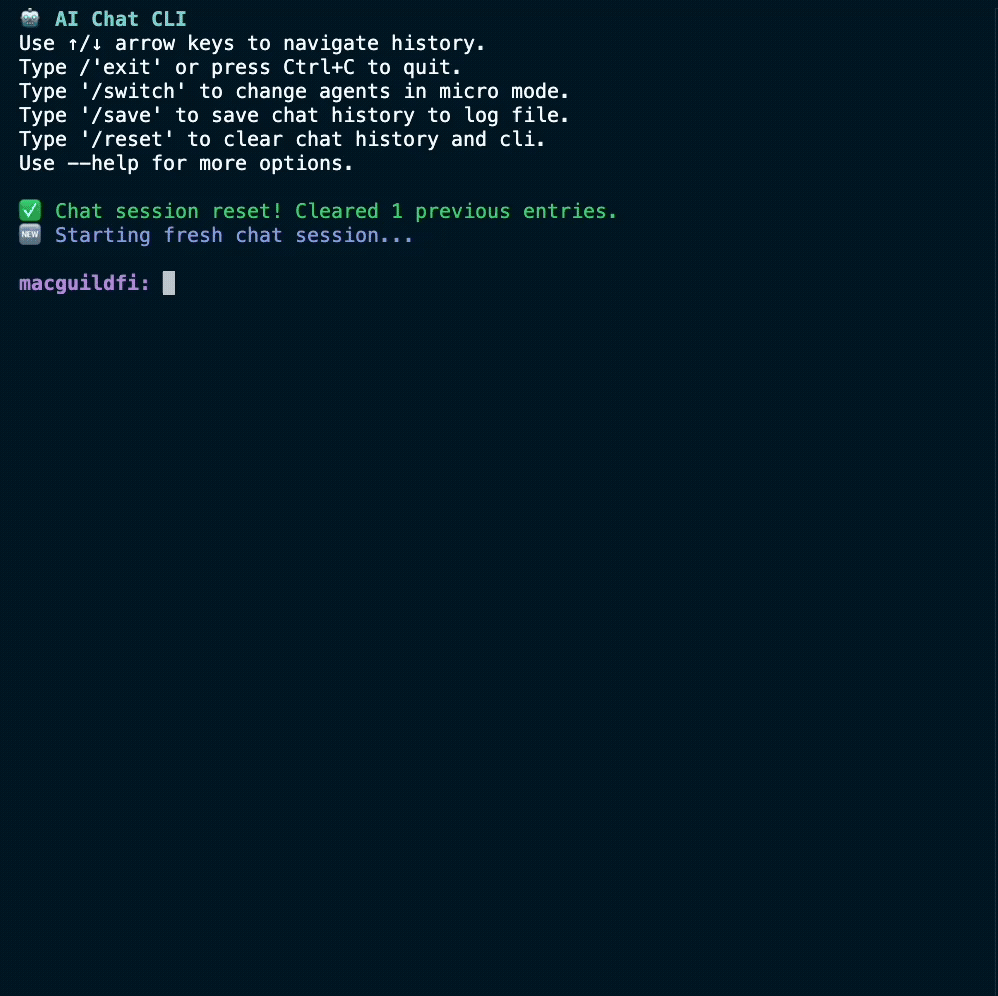 🤖 AI Chat CLI
Use ↑/↓ arrow keys to navigate history.
Type /'exit' or press Ctrl+C to quit.
Type '/switch' to change agents in micro mode.
Type '/save' to save chat history to log file.
Type '/reset' to clear chat history and cli.
Use --help for more options.
✅ Chat session reset! Cleared 1 previous entries.
🆕 Starting fresh chat session...
macguildfi: